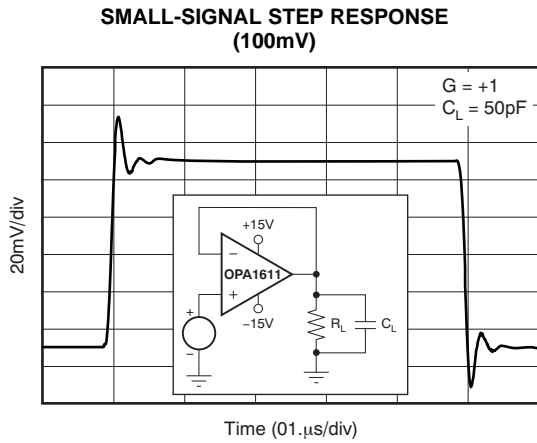 SMALL-SIGNAL STEP RESPONSE
(100mV)
G = +1
C_L = 50pF
20mV/div
+15V
−
OPA1611
+
−15V
+
−
R_L
C_L
Time (01.µs/div)